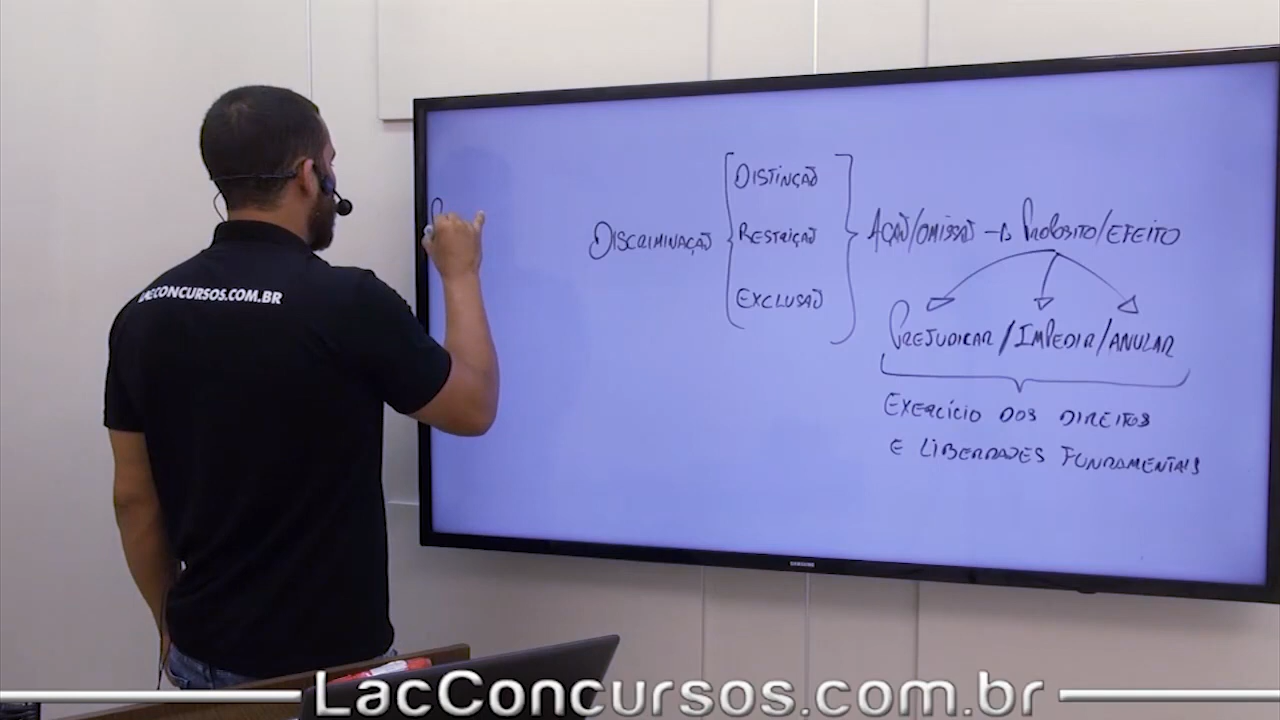 LACCONCURSOS.COM.BR
DISTINÇÃO
DISCRIMINAÇÃO RESTRIÇÃO AÇÃO/OMISSÃO → PROPÓSITO/EFEITO
EXCLUSÃO
PREJUDICAR/IMPEDIR/ANULAR
EXERCÍCIO DOS DIREITOS
E LIBERDADES FUNDAMENTAIS
SAMSUNG
LacConcursos.com.br